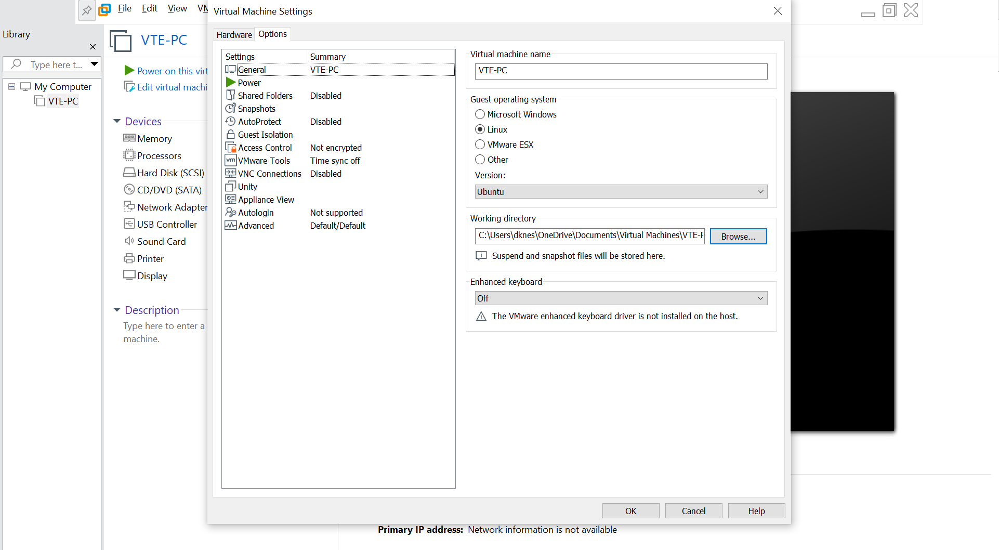 File Edit View
Library
VTE-PC
Type here t...
Power on this virt
Edit virtual machi
My Computer
VTE-PC
Devices
Memory
Processors
Hard Disk (SCSI)
CD/DVD (SATA)
Network Adapter
USB Controller
Sound Card
Printer
Display
Description
Type here to enter a
machine.
Virtual Machine Settings
Hardware Options
Settings Summary
General VTE-PC
Power
Shared Folders Disabled
Snapshots
AutoProtect Disabled
Guest Isolation
Access Control Not encrypted
vm VMware Tools Time sync off
VNC Connections Disabled
Unity
Appliance View
Autologin Not supported
Advanced Default/Default
Virtual machine name
VTE-PC
Guest operating system
Microsoft Windows
Linux
VMware ESX
Other
Version:
Ubuntu
Working directory
C:\Users\dknes\OneDrive\Documents\Virtual Machines\VTE-P Browse...
Suspend and snapshot files will be stored here.
Enhanced keyboard
Off
The VMware enhanced keyboard driver is not installed on the host.
OK Cancel Help
Primary IP address: Network information is not available